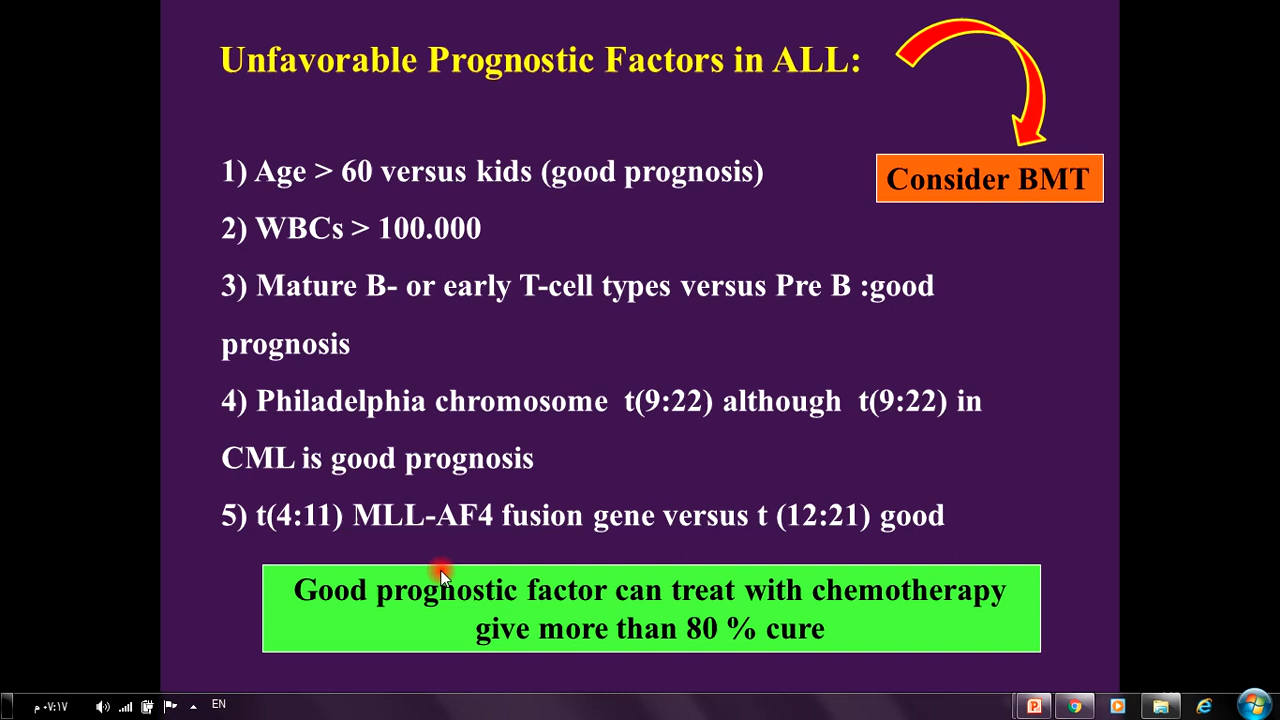 Unfavorable Prognostic Factors in ALL:
Consider BMT
1) Age > 60 versus kids (good prognosis)
2) WBCs > 100.000
3) Mature B- or early T-cell types versus Pre B :good
prognosis
4) Philadelphia chromosome t(9:22) although t(9:22) in
CML is good prognosis
5) t(4:11) MLL-AF4 fusion gene versus t (12:21) good
Good prognostic factor can treat with chemotherapy
give more than 80 % cure
م ٠٧:١٧
EN